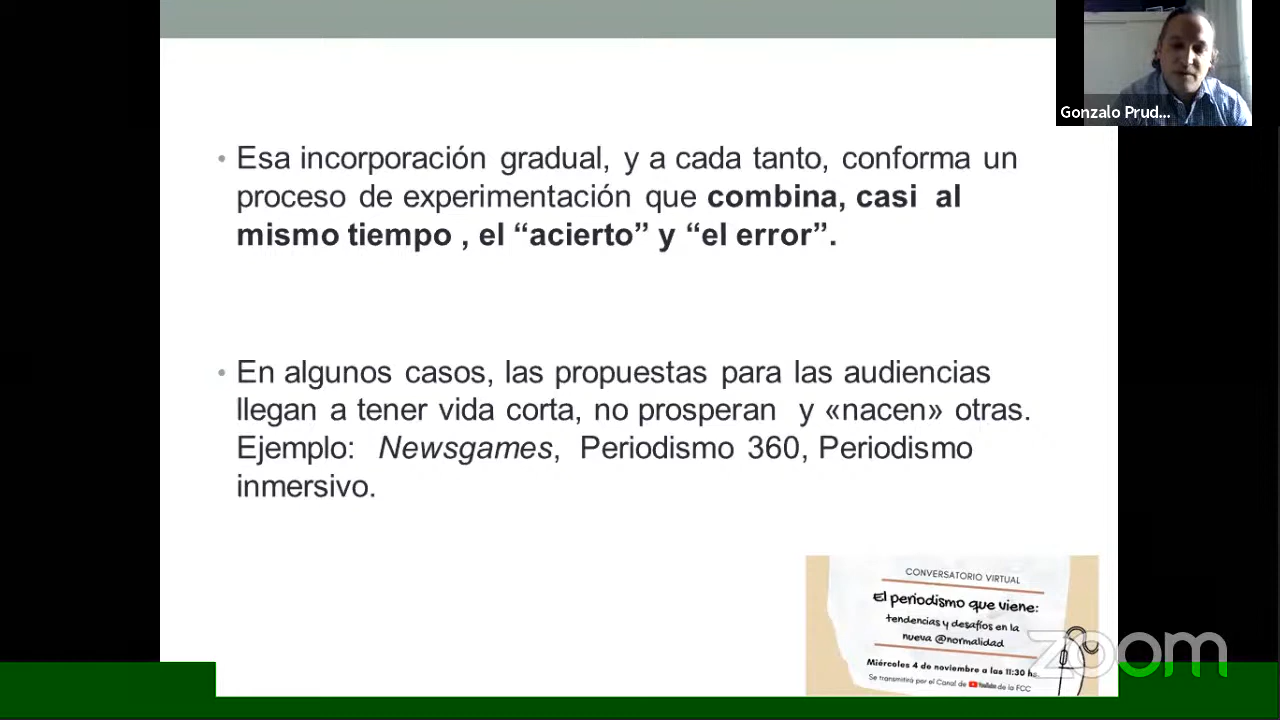 Gonzalo Prud...
• Esa incorporación gradual, y a cada tanto, conforma un
proceso de experimentación que combina, casi al
mismo tiempo , el “acierto” y “el error”.
• En algunos casos, las propuestas para las audiencias
llegan a tener vida corta, no prosperan y «nacen» otras.
Ejemplo: Newsgames, Periodismo 360, Periodismo
inmersivo.
CONVERSATORIO VIRTUAL
El periodismo que viene:
tendencias y desafíos en la
nueva @normalidad
Miércoles 4 de noviembre a las 11:30 hs.
Se transmitirá por el Canal de YouTube de la FCC
zoom